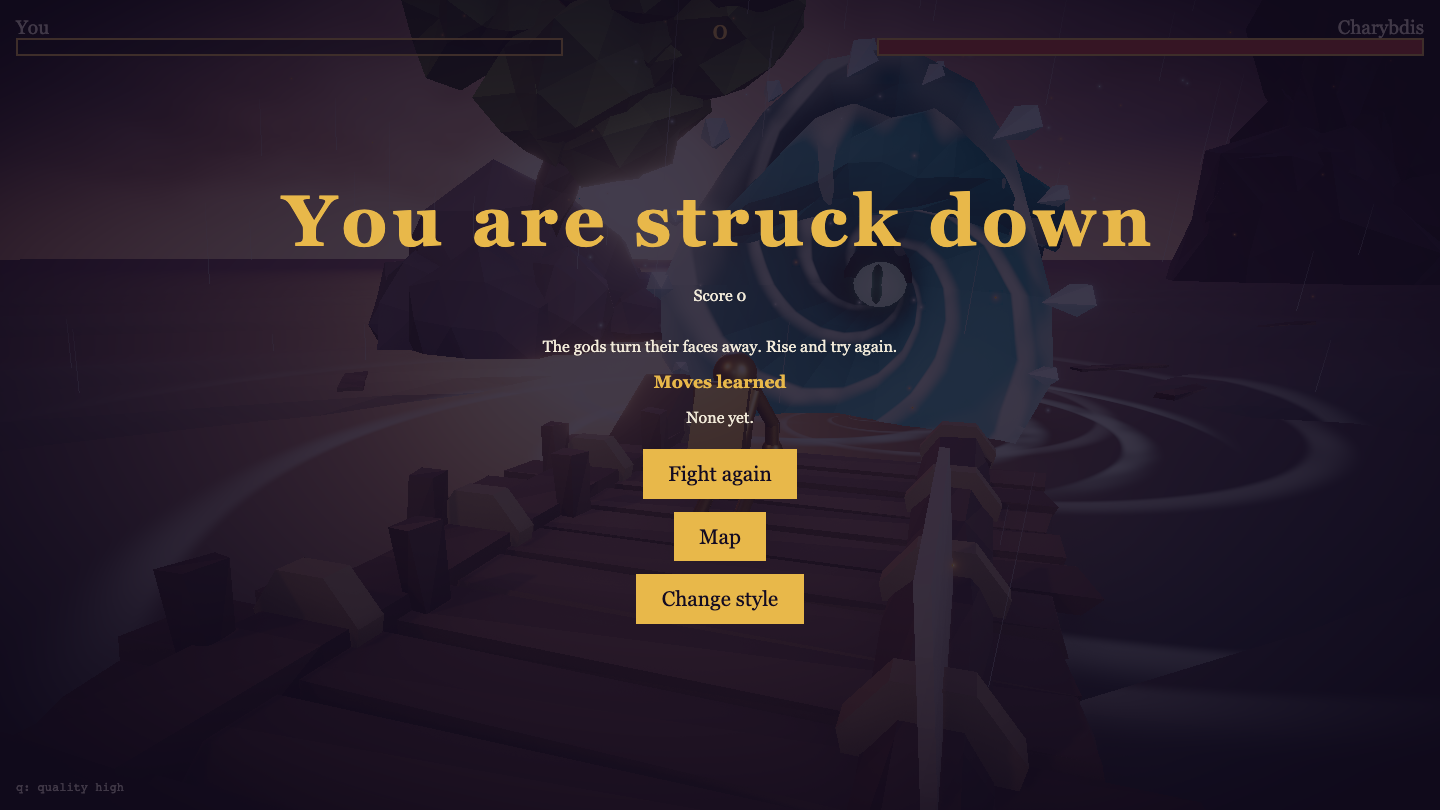 You
0
Charybdis
You are struck down
Score 0
The gods turn their faces away. Rise and try again.
Moves learned
None yet.
Fight again
Map
Change style
q: quality high